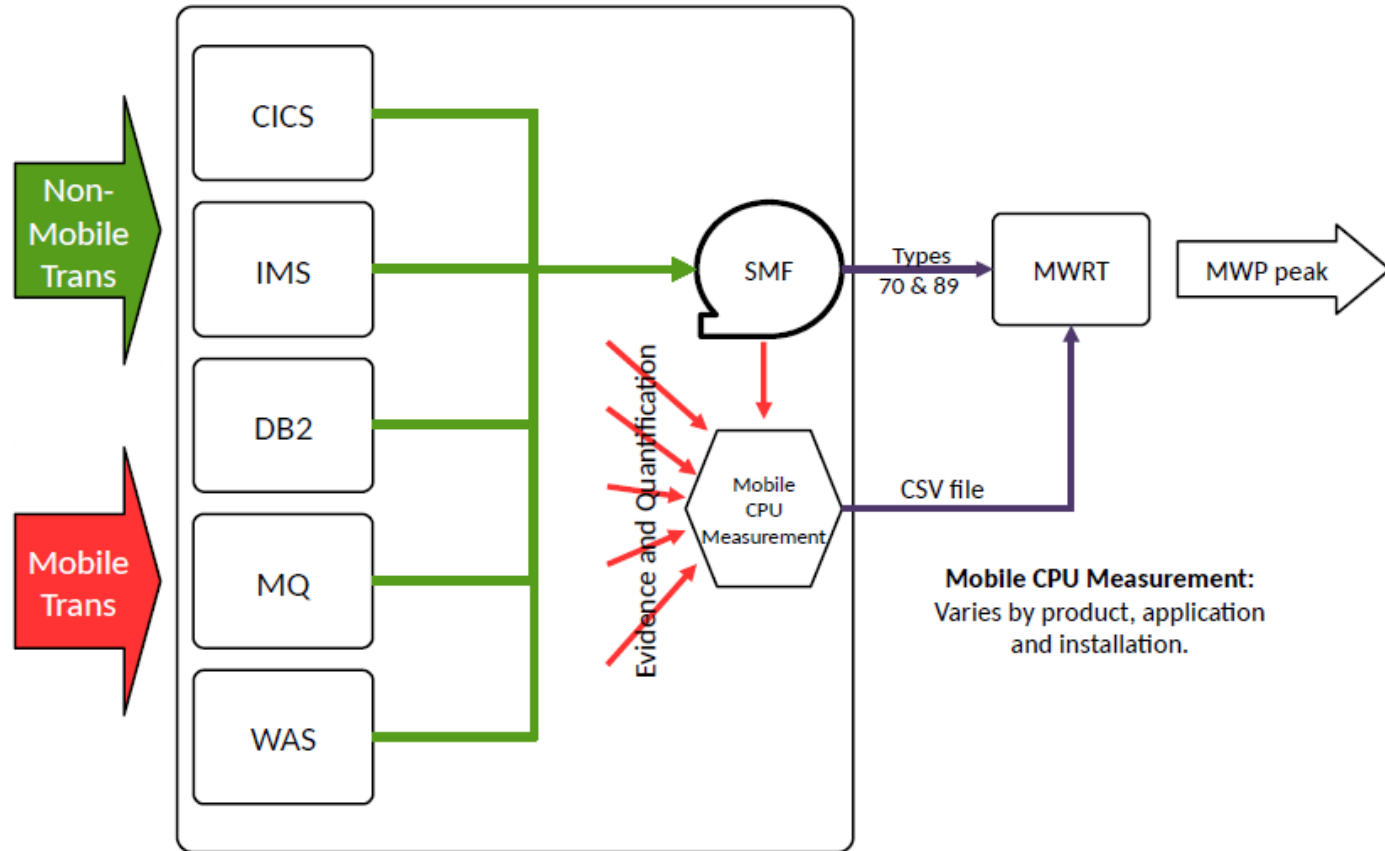 Non-
Mobile
Trans
Mobile
Trans
CICS
IMS
DB2
MQ
WAS
Evidence and Quantification
SMF
Mobile
CPU
Measurement
Types
70 & 89
CSV file
MWRT
MWP peak
Mobile CPU Measurement:
Varies by product, application
and installation.